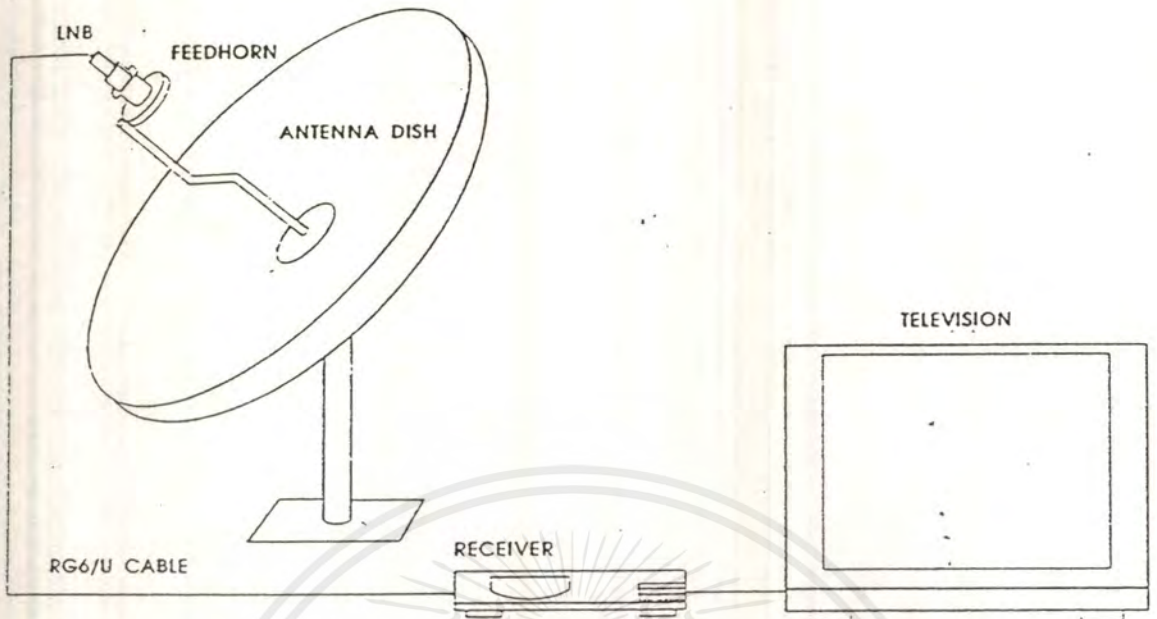 LNB
FEEDHORN
ANTENNA DISH
TELEVISION
RECEIVER
RG6/U CABLE